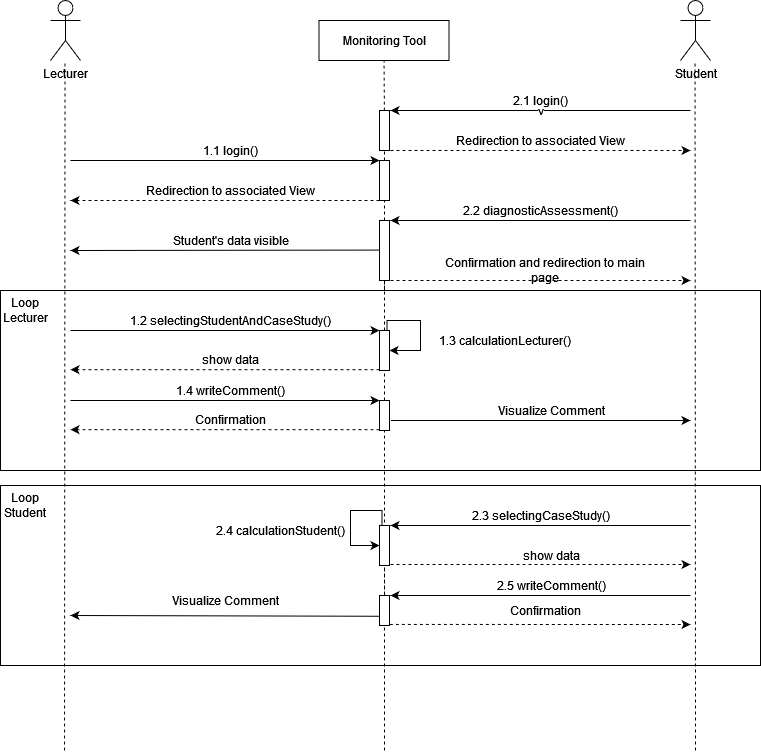 Monitoring Tool
Lecturer
Student
2.1 login()
v
Redirection to associated View
1.1 login()
Redirection to associated View
2.2 diagnosticAssessment()
Student's data visible
Confirmation and redirection to main
page
Loop
Lecturer
1.2 selectingStudentAndCaseStudy()
1.3 calculationLecturer()
show data
1.4 writeComment()
Visualize Comment
Confirmation
Loop
Student
2.3 selectingCaseStudy()
2.4 calculationStudent()
show data
2.5 writeComment()
Visualize Comment
Confirmation